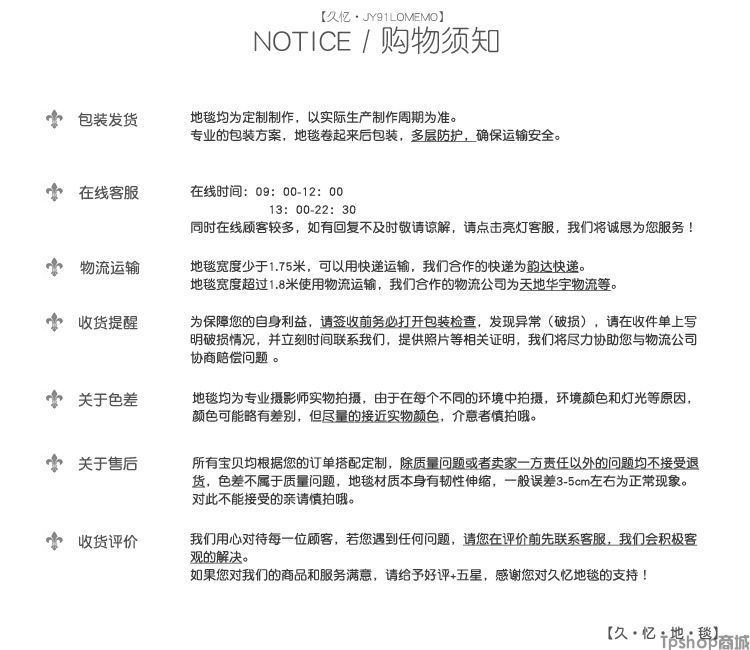 【久忆·JY91LOMEMO】
NOTICE / 购物须知
包装发货
地毯均为定制制作，以实际生产制作周期为准。
专业的包装方案，地毯卷起来后包装，多层防护，确保运输安全。
在线客服
在线时间：09：00-12：00
13：00-22：30
同时在线顾客较多，如有回复不及时敬请谅解，请点击亮灯客服，我们将诚恳为您服务！
物流运输
地毯宽度少于1.75米，可以用快递运输，我们合作的快递为韵达快递。
地毯宽度超过1.8米使用物流运输，我们合作的物流公司为天地华宇物流等。
收货提醒
为保障您的自身利益，请签收前务必打开包装检查，发现异常（破损），请在收件单上写
明破损情况，并立刻时间联系我们，提供照片等相关证明，我们将尽力协助您与物流公司
协商赔偿问题 。
关于色差
地毯均为专业摄影师实物拍摄，由于在每个不同的环境中拍摄，环境颜色和灯光等原因，
颜色可能略有差别，但尽量的接近实物颜色，介意者慎拍哦。
关于售后
所有宝贝均根据您的订单搭配定制，除质量问题或者卖家一方责任以外的问题均不接受退
货，色差不属于质量问题，地毯材质本身有韧性伸缩，一般误差3-5cm左右为正常现象。
对此不能接受的亲请慎拍哦。
收货评价
我们用心对待每一位顾客，若您遇到任何问题，请您在评价前先联系客服，我们会积极客
观的解决。
如果您对我们的商品和服务满意，请给予好评+五星，感谢您对久忆地毯的支持！
【久·忆·地·毯】
Tpshop商城